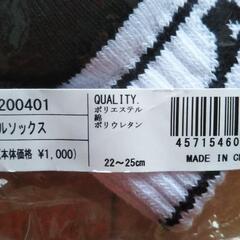 200401
ルソックス
(本体価格 ¥1,000)
QUALITY.
ポリエステル
綿
ポリウレタン
22〜25cm
45715460
MADE IN C